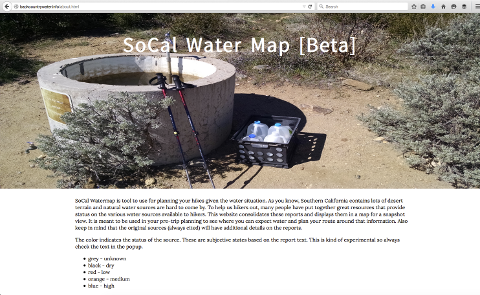 Search
SoCal Water Map [Beta]
SoCal Watermap is tool to use for planning your hikes given the water situation. As you know, Southern California contains lots of desert
terrain and natural water sources are hard to come by. To help us hikers out, many people have put together great resources that provide
status on the various water sources available to hikers. This website consolidates these reports and displays them in a map for a snapshot
view. It is meant to be used in your pre-trip planning to see where you can expect water and plan your route around that information. Also
keep in mind that the original sources (always cited) will have additional details on the reports.
The color indicates the status of the source. These are subjective states based on the report text. This is kind of experimental so always
check the text in the popup.
• grey - unknown
• black - dry
• red - low
• orange - medium
• blue - high